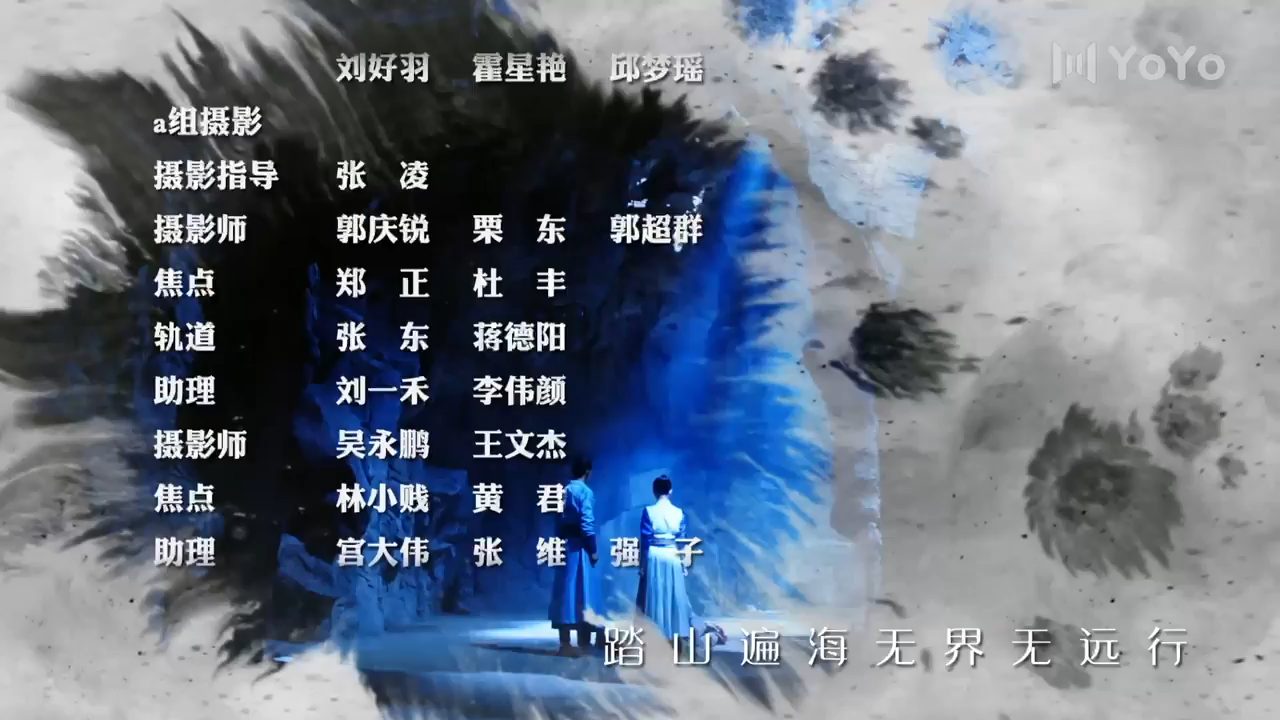 刘好羽 霍星艳 邱梦瑶
YoYo
a组摄影
摄影指导 张 凌
摄影师 郭庆锐 栗 东 郭超群
焦点 郑 正 杜 丰
轨道 张 东 蒋德阳
助理 刘一禾 李伟颜
摄影师 吴永鹏 王文杰
焦点 林小贱 黄 君
助理 宫大伟 张 维 强 子
踏山遍海无界无远行